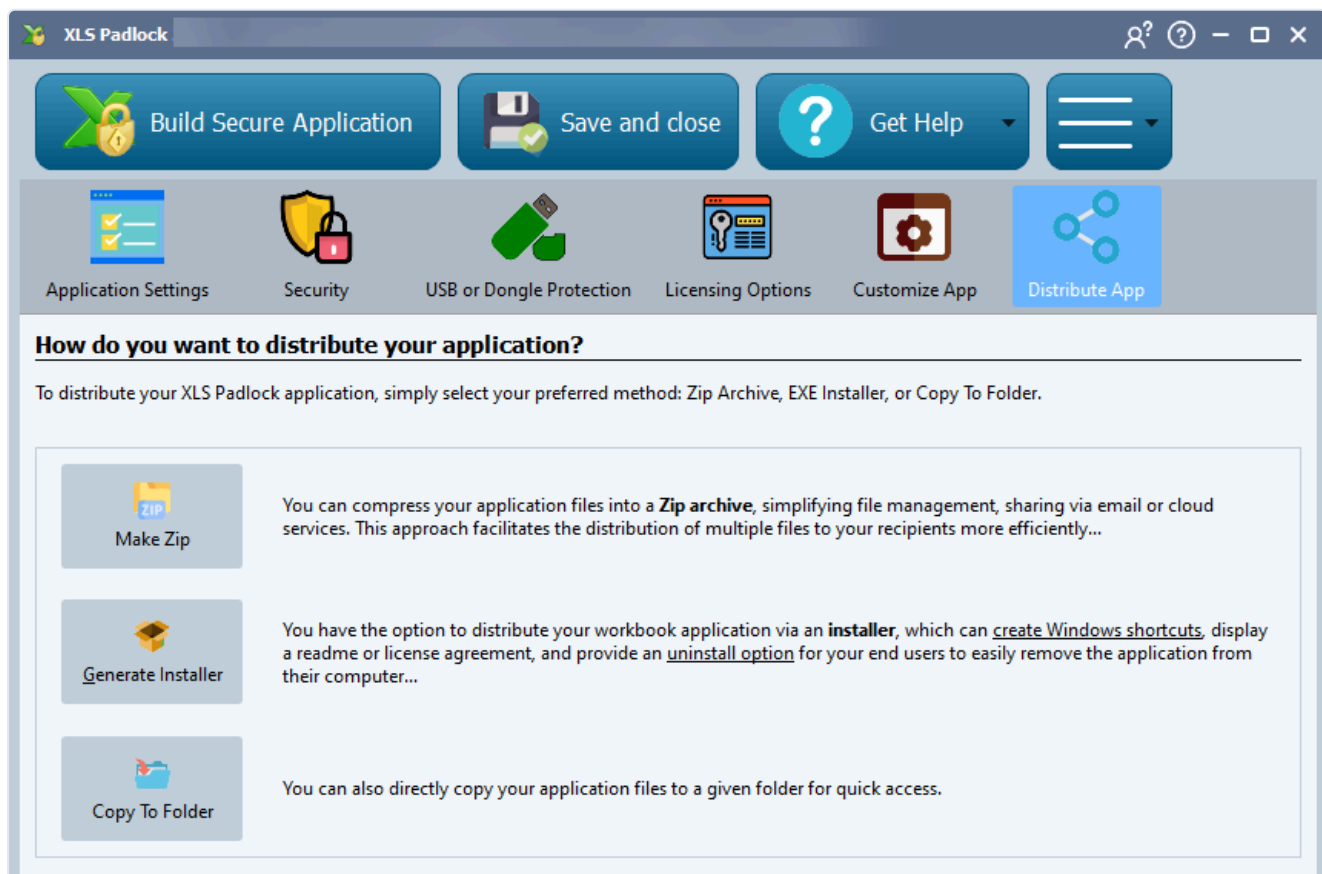 XLS Padlock
Build Secure Application
Save and close
Get Help
Application Settings
Security
USB or Dongle Protection
Licensing Options
Customize App
Distribute App
How do you want to distribute your application?
To distribute your XLS Padlock application, simply select your preferred method: Zip Archive, EXE Installer, or Copy To Folder.
ZIP
Make Zip
You can compress your application files into a Zip archive, simplifying file management, sharing via email or cloud
services. This approach facilitates the distribution of multiple files to your recipients more efficiently...
Generate Installer
You have the option to distribute your workbook application via an installer, which can create Windows shortcuts, display
a readme or license agreement, and provide an uninstall option for your end users to easily remove the application from
their computer...
Copy To Folder
You can also directly copy your application files to a given folder for quick access.